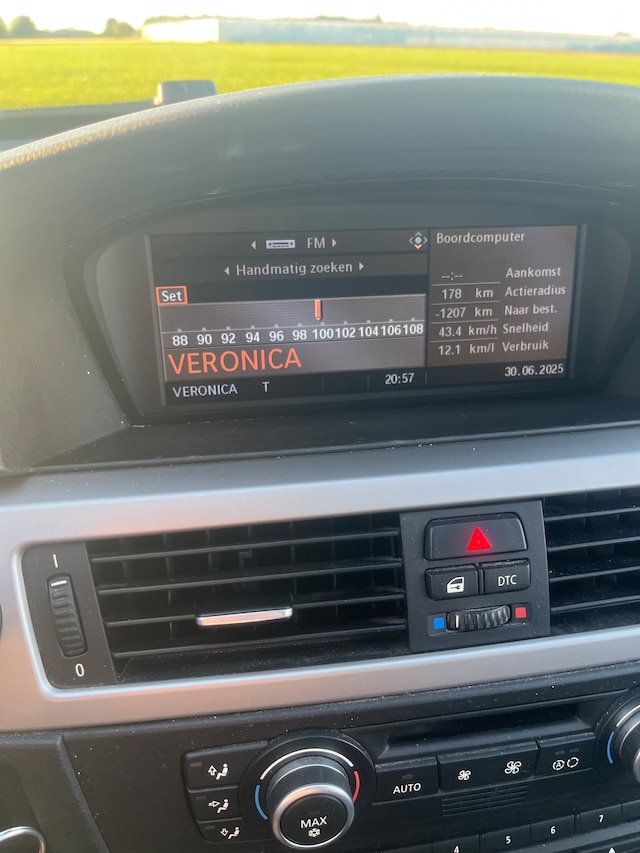 FM
Handmatig zoeken
Set
88 90 92 94 96 98 100 102 104 106 108
VERONICA
VERONICA T 20:57
Boordcomputer
--:-- Aankomst
178 km Actieradius
-1207 km Naar best.
43.4 km/h Snelheid
12.1 km/l Verbruik
30.06.2025
I
0
DTC
MAX
AUTO
A
4 5 6 7